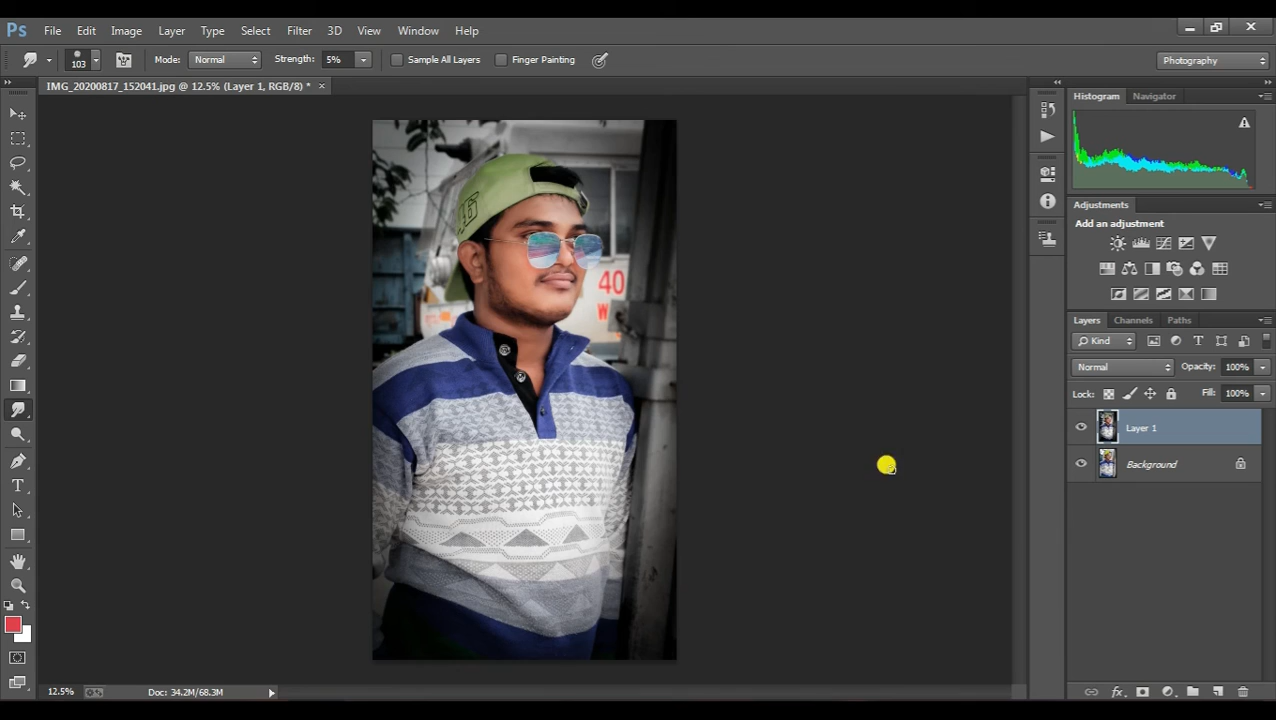 Ps File Edit Image Layer Type Select Filter 3D View Window Help
103 Mode: Normal Strength: 5% Sample All Layers Finger Painting Photography
IMG_20200817_152041.jpg @ 12.5% (Layer 1, RGB/8) * ×
Histogram Navigator
Adjustments
Add an adjustment
40
W
Layers Channels Paths
Kind
Normal Opacity: 100%
Lock: Fill: 100%
Layer 1
Background
12.5% Doc: 34.2M/68.3M